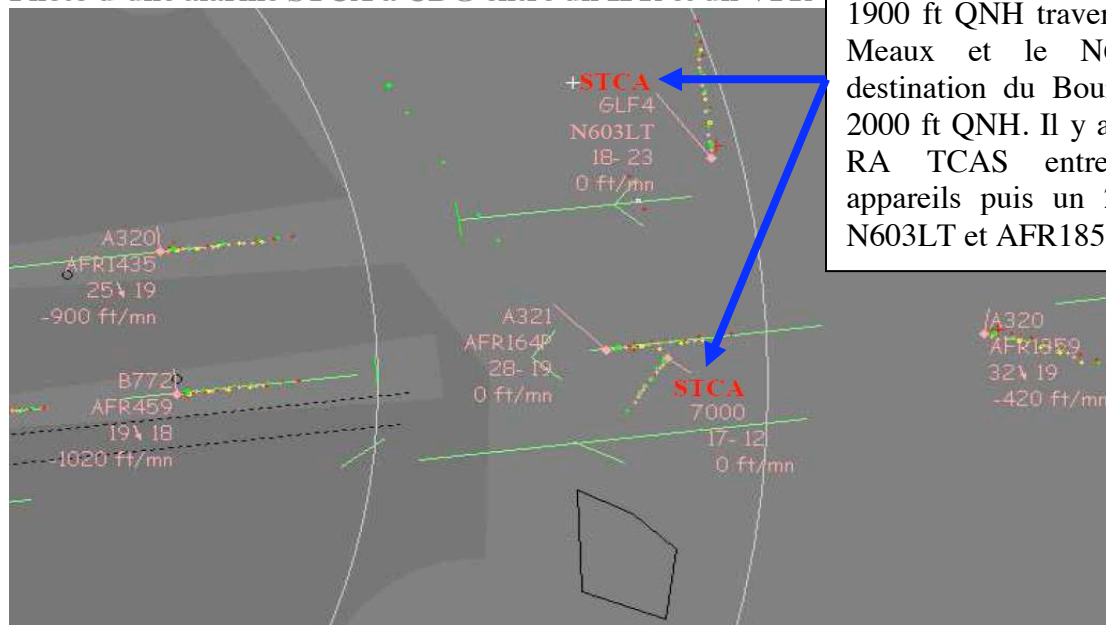 1900 ft QNH
Meaux et le
destination du
2000 ft QNH. Il y a
RA TCAS entre
appareils puis un
N603LT et AFR185
STCA
GLF4
N603LT
18- 23
0 ft/mn
A320
AFR1435
25↘ 19
-900 ft/mn
A321
AFR164P
28- 19
0 ft/mn
A320
32↘ 19
-420 ft/mn
B772
AFR459
19↘ 18
-1020 ft/mn
STCA
7000
17- 12
0 ft/mn